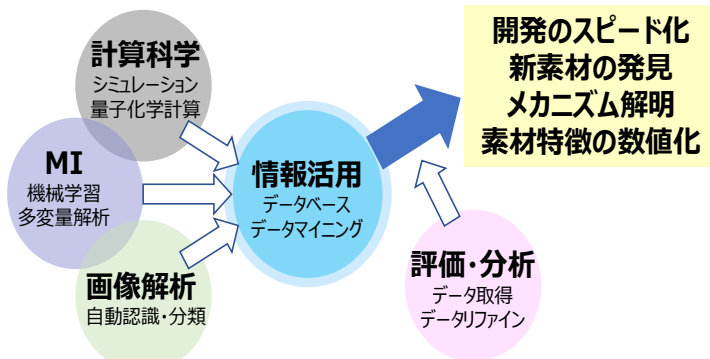 計算科学
シミュレーション
量子化学計算
MI
機械学習
多変量解析
画像解析
自動認識・分類
情報活用
データベース
データマイニング
開発のスピード化
新素材の発見
メカニズム解明
素材特徴の数値化
評価・分析
データ取得
データリファイン